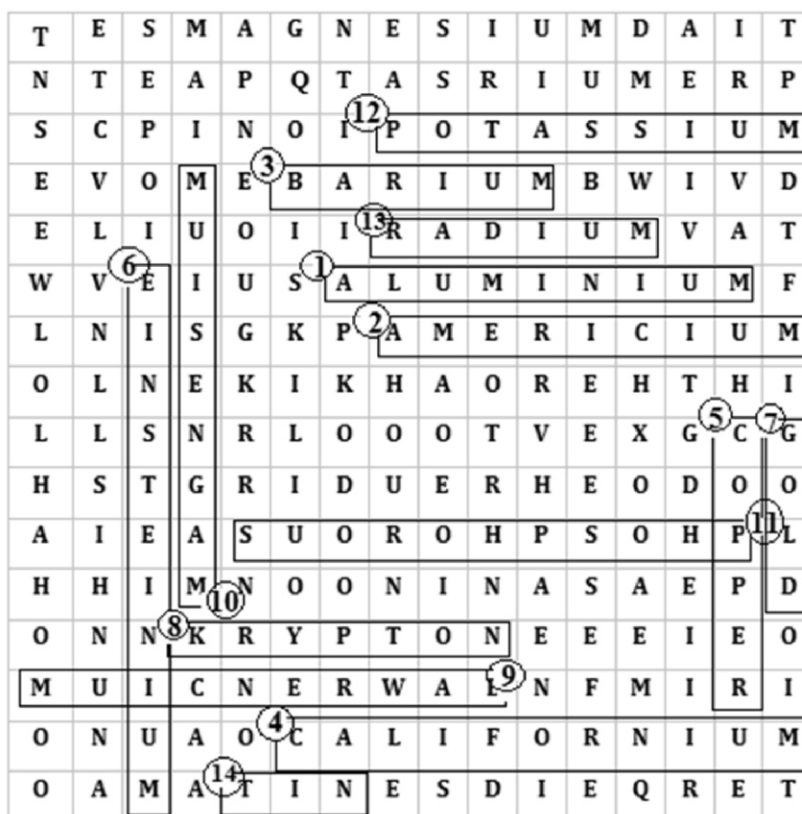 T E S M A G N E S I U M D A I T
N T E A P Q T A S R I U M E R P
S C P I N O I 12 P O T A S S I U M
E V O M E 3 B A R I U M B W I V D
E L I U O I I 13 R A D I U M V A T
W V 6 E I U S 1 A L U M I N I U M F
L N I S G K P 2 A M E R I C I U M
O L N E K I K H A O R E H T H I
L L S N R L O O O T V E X G 5 C 7 G
H S T G R I D U E R H E O D O O
A I E A S U O R O H P S O H P 11 L
H H I M 10 N O O N I N A S A E P D
O N N 8 K R Y P T O N E E E I E O
M U I C N E R W A L 9 N F M I R I
O N U A O 4 C A L I F O R N I U M
O A M A 14 T I N E S D I E Q R E T